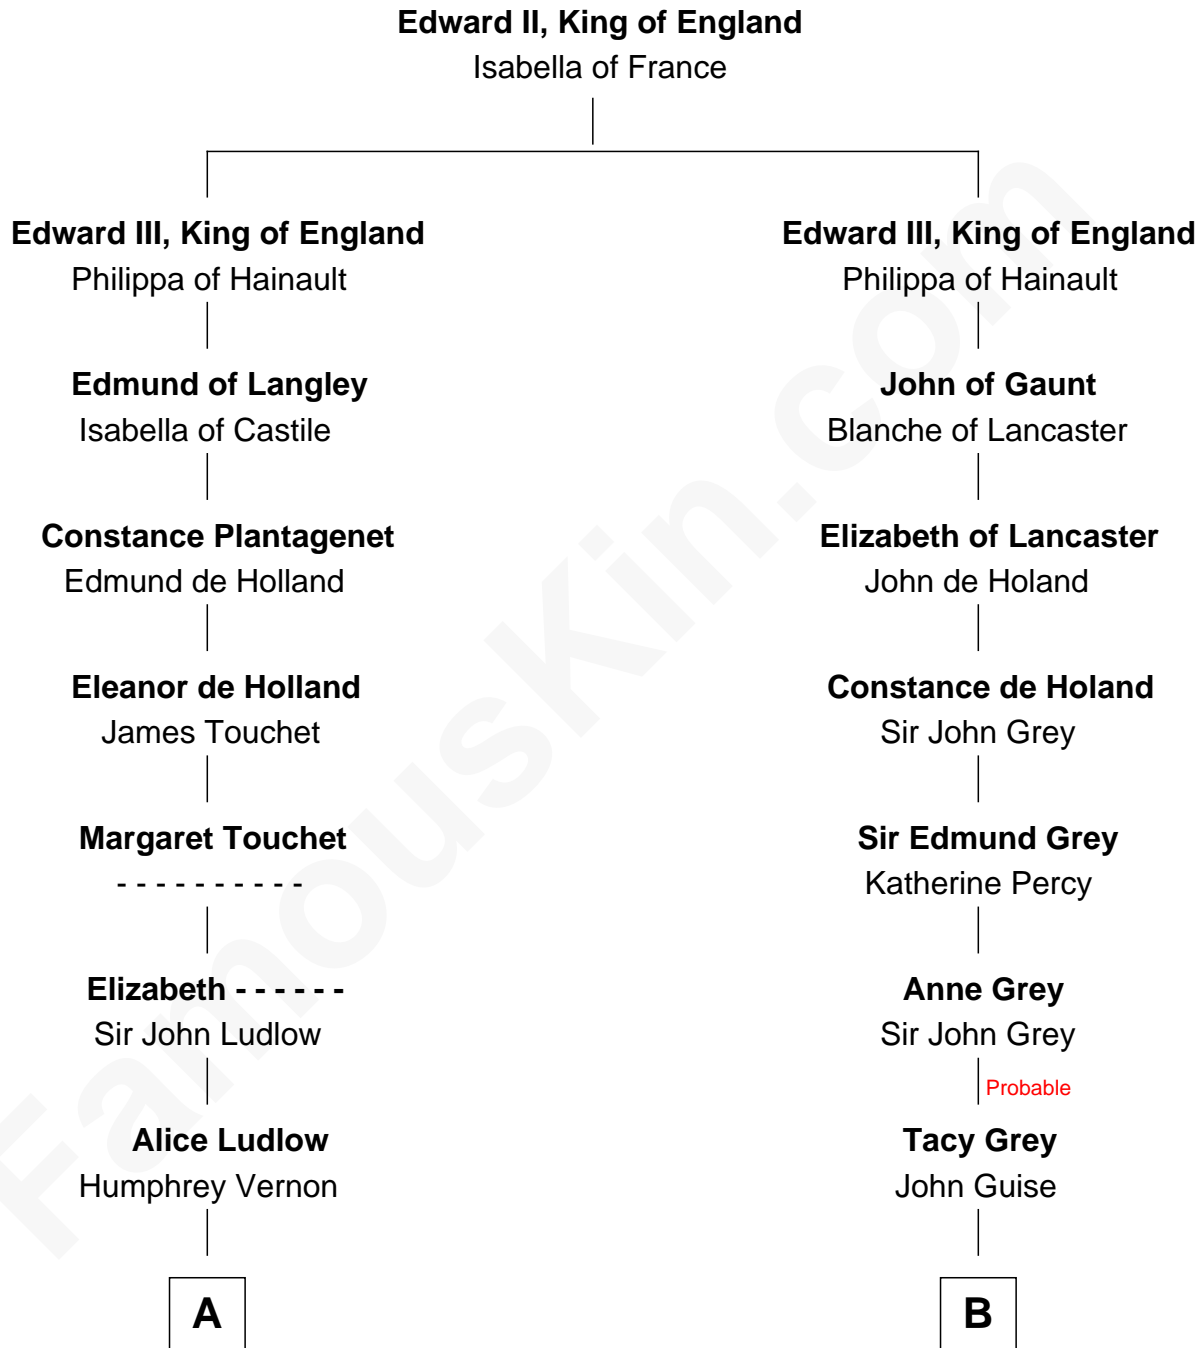 Edward II, King of England
Isabella of France
Edward III, King of England
Philippa of Hainault
Edward III, King of England
Philippa of Hainault
Edmund of Langley
Isabella of Castile
John of Gaunt
Blanche of Lancaster
Constance Plantagenet
Edmund de Holland
Elizabeth of Lancaster
John de Holand
Eleanor de Holland
James Touchet
Constance de Holand
Sir John Grey
Margaret Touchet
- - - - - - - - - -
Sir Edmund Grey
Katherine Percy
Elizabeth - - - - - -
Sir John Ludlow
Anne Grey
Sir John Grey
Probable
Alice Ludlow
Humphrey Vernon
Tacy Grey
John Guise
A
B
FamousKin.com